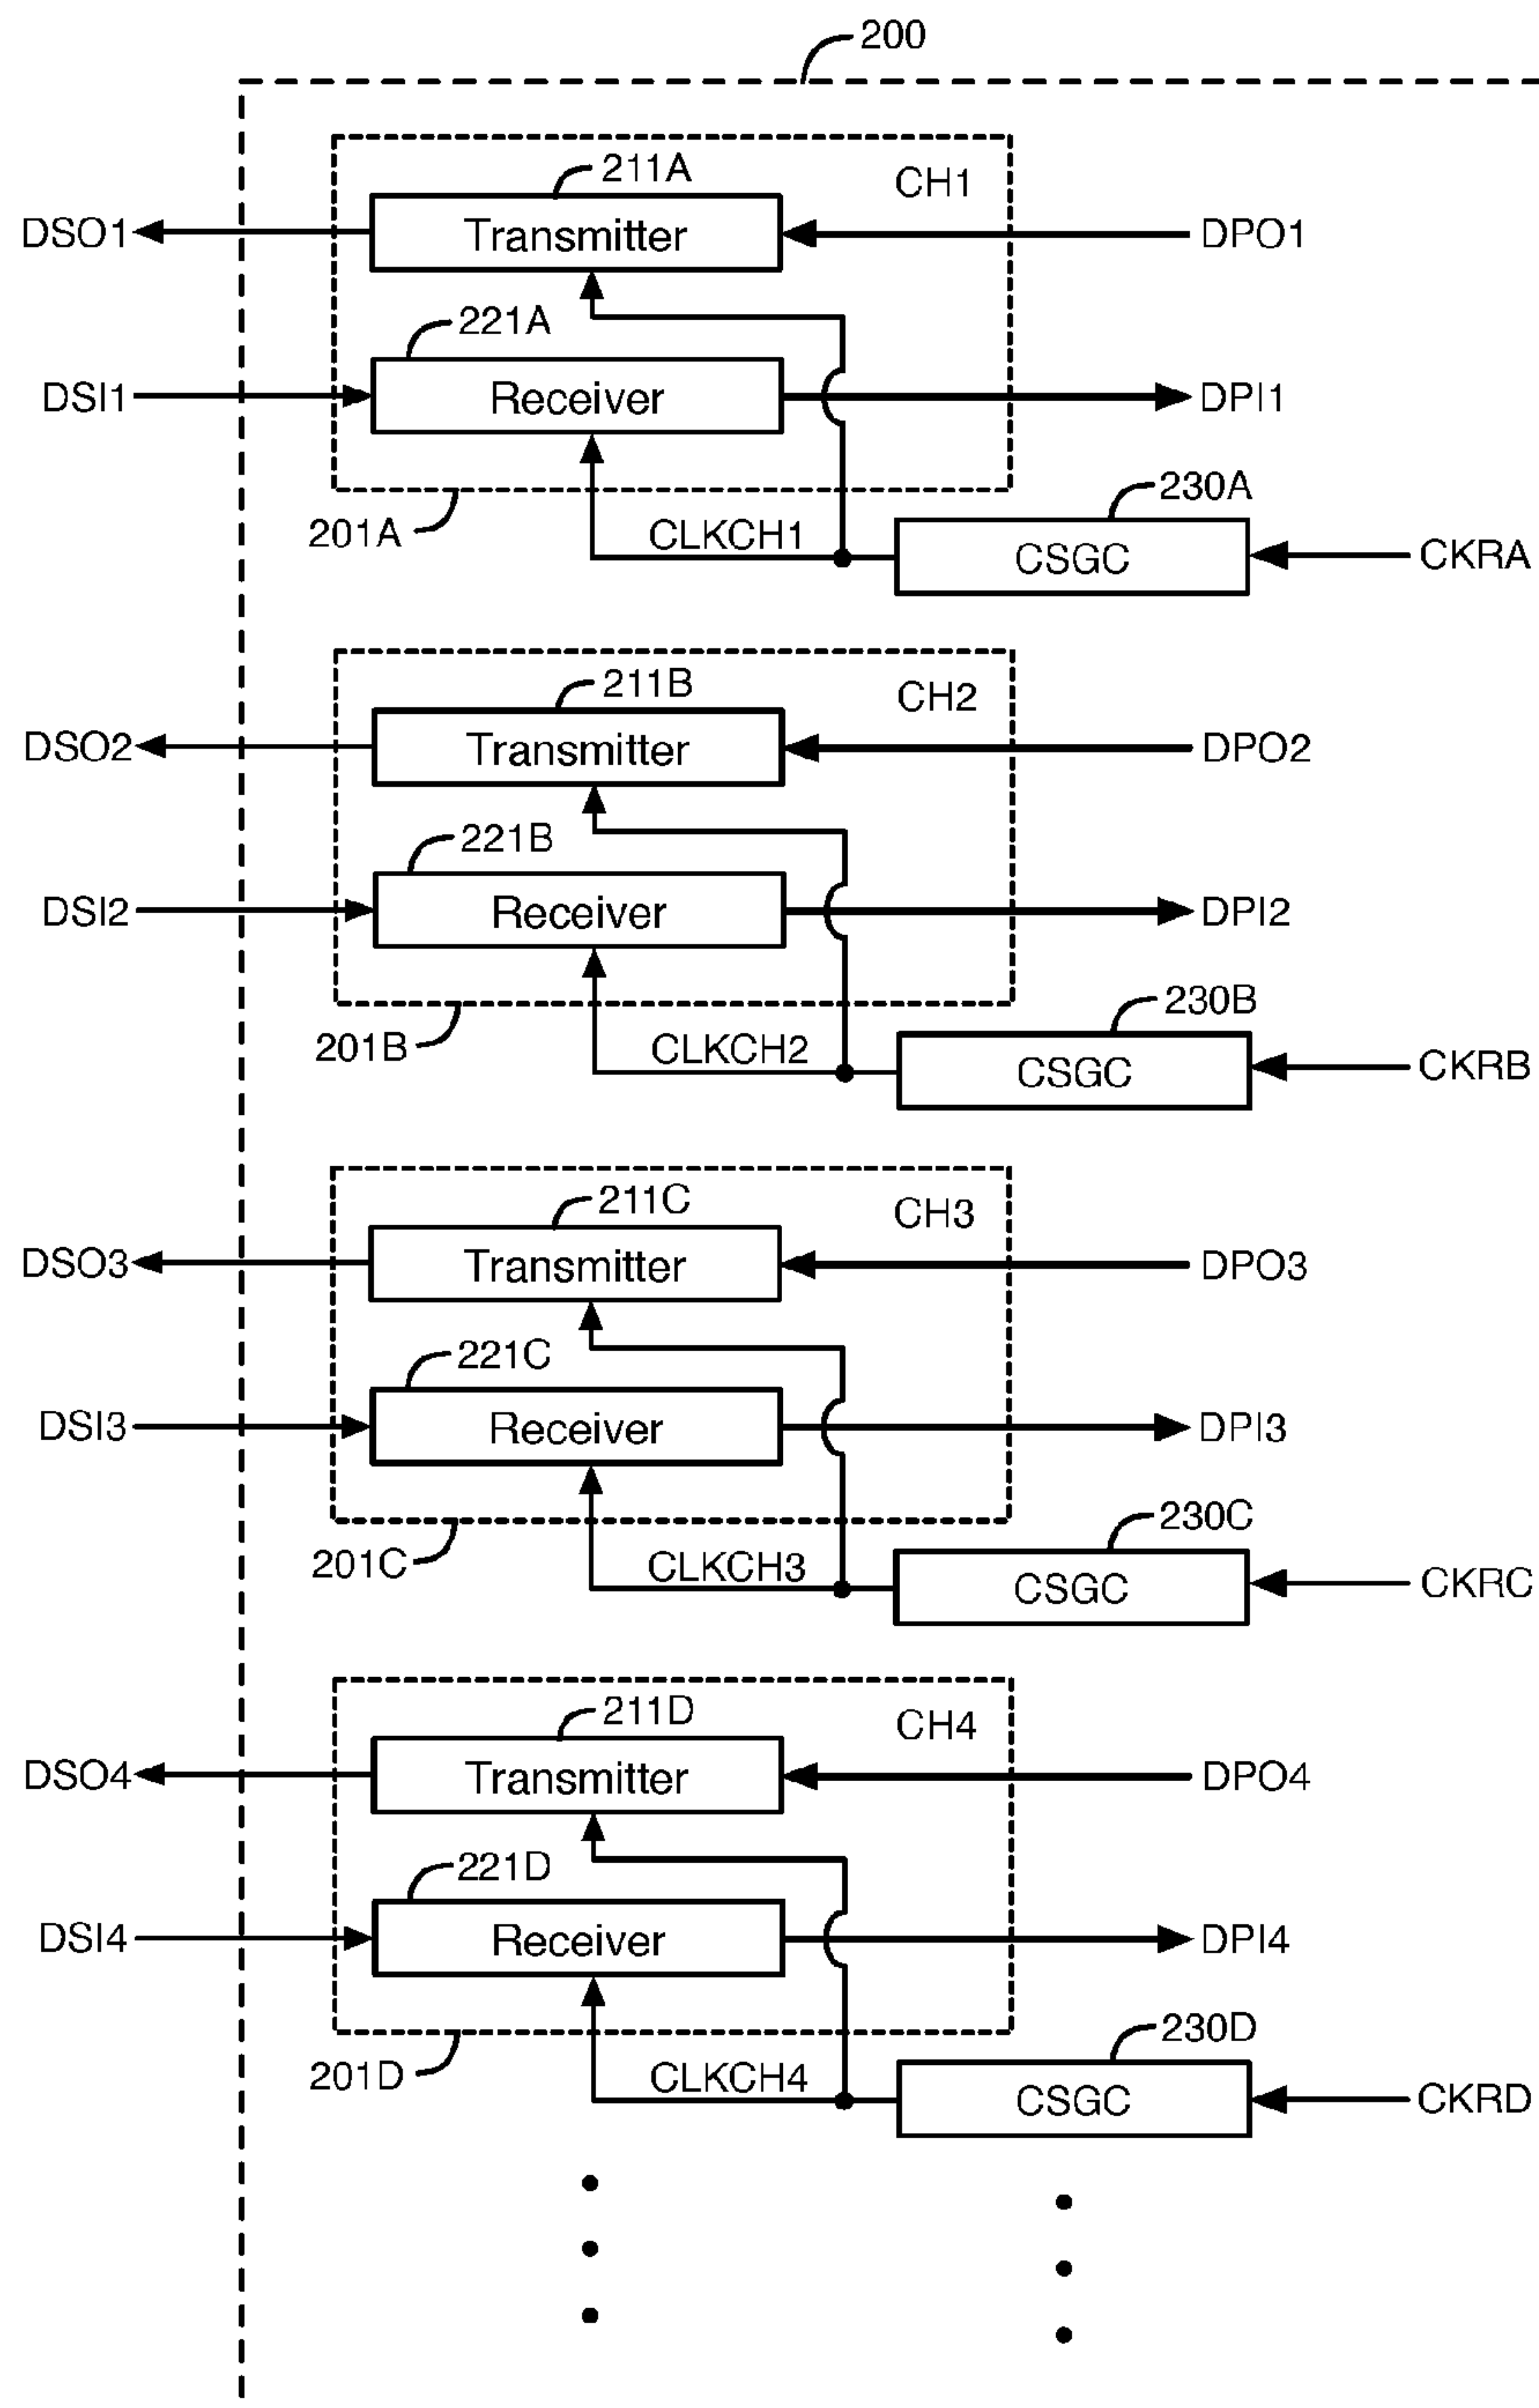 200
211A
CH1
DSO1
Transmitter
DPO1
221A
DSI1
Receiver
DPI1
230A
201A
CLKCH1
CSGC
CKRA
211B
CH2
DSO2
Transmitter
DPO2
221B
DSI2
Receiver
DPI2
230B
201B
CLKCH2
CSGC
CKRB
211C
CH3
DSO3
Transmitter
DPO3
221C
DSI3
Receiver
DPI3
230C
201C
CLKCH3
CSGC
CKRC
211D
CH4
DSO4
Transmitter
DPO4
221D
DSI4
Receiver
DPI4
230D
201D
CLKCH4
CSGC
CKRD